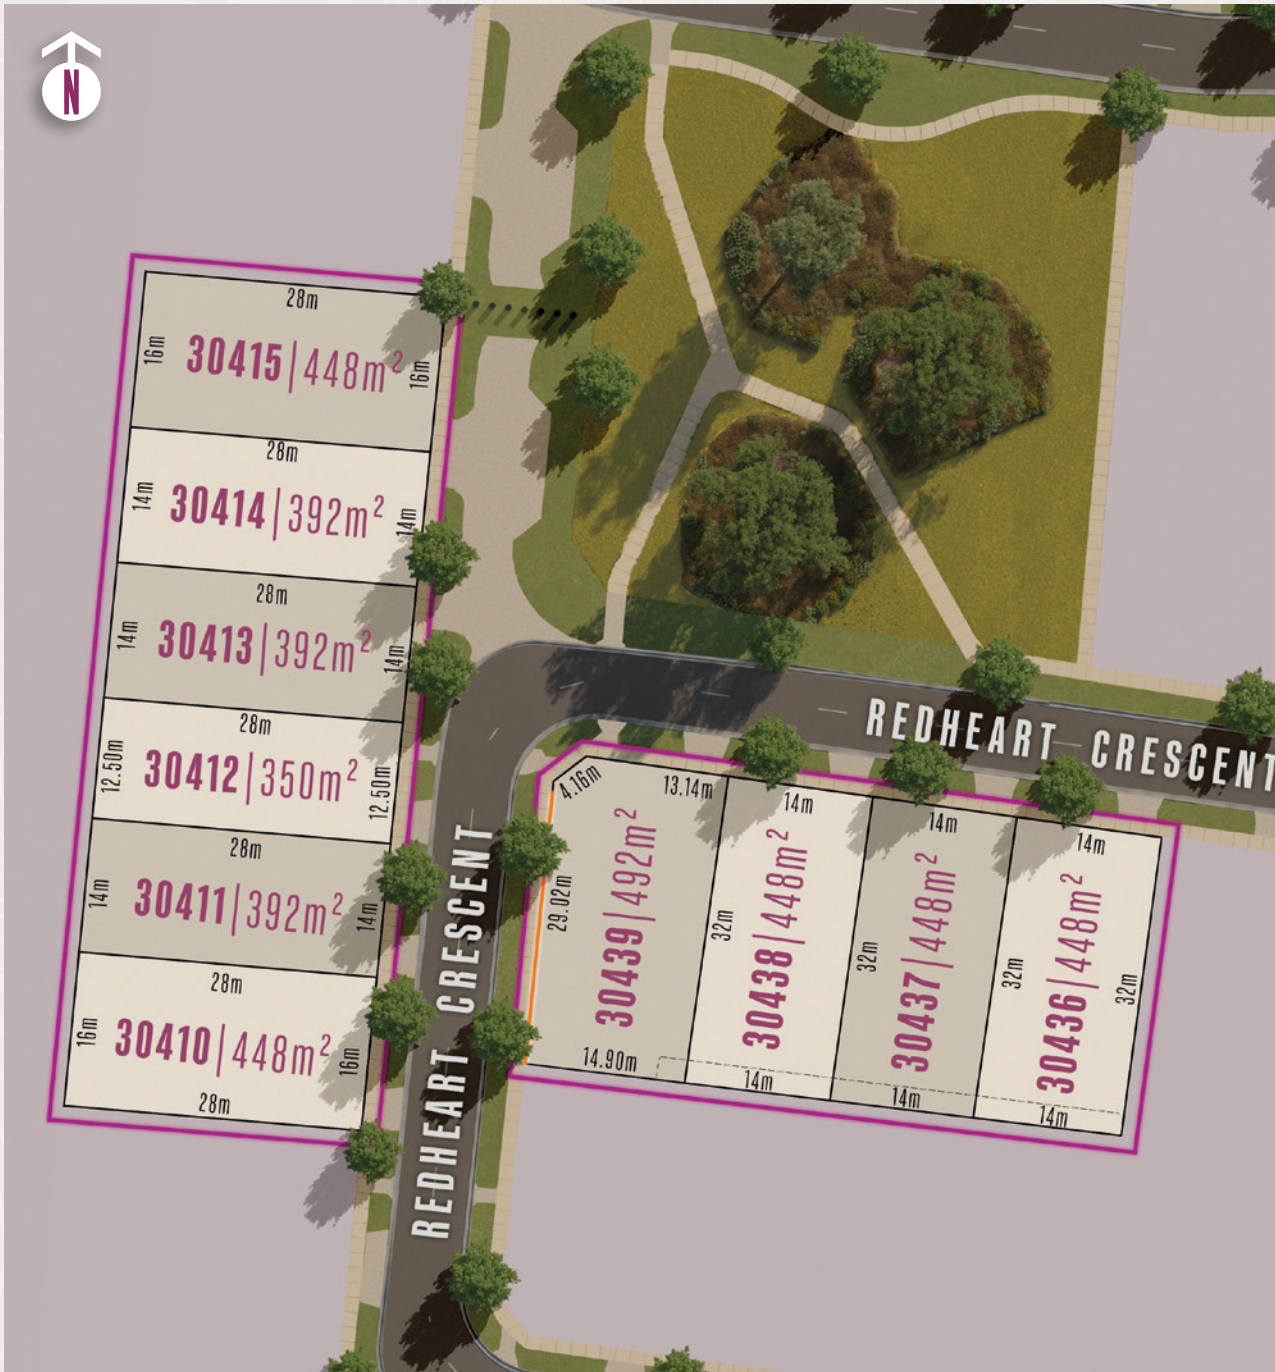 N
28m
16m
30415|448m²
16m
28m
14m
30414|392m²
14m
28m
14m
30413|392m²
14m
28m
12.50m
30412|350m²
12.50m
28m
14m
30411|392m²
14m
28m
16m
30410|448m²
16m
28m
REDHEART CRESCENT
REDHEART CRESCENT
4.16m
13.14m
29.02m
30439|492m²
14.90m
14m
32m
30438|448m²
14m
14m
32m
30437|448m²
14m
14m
32m
30436|448m²
32m
14m